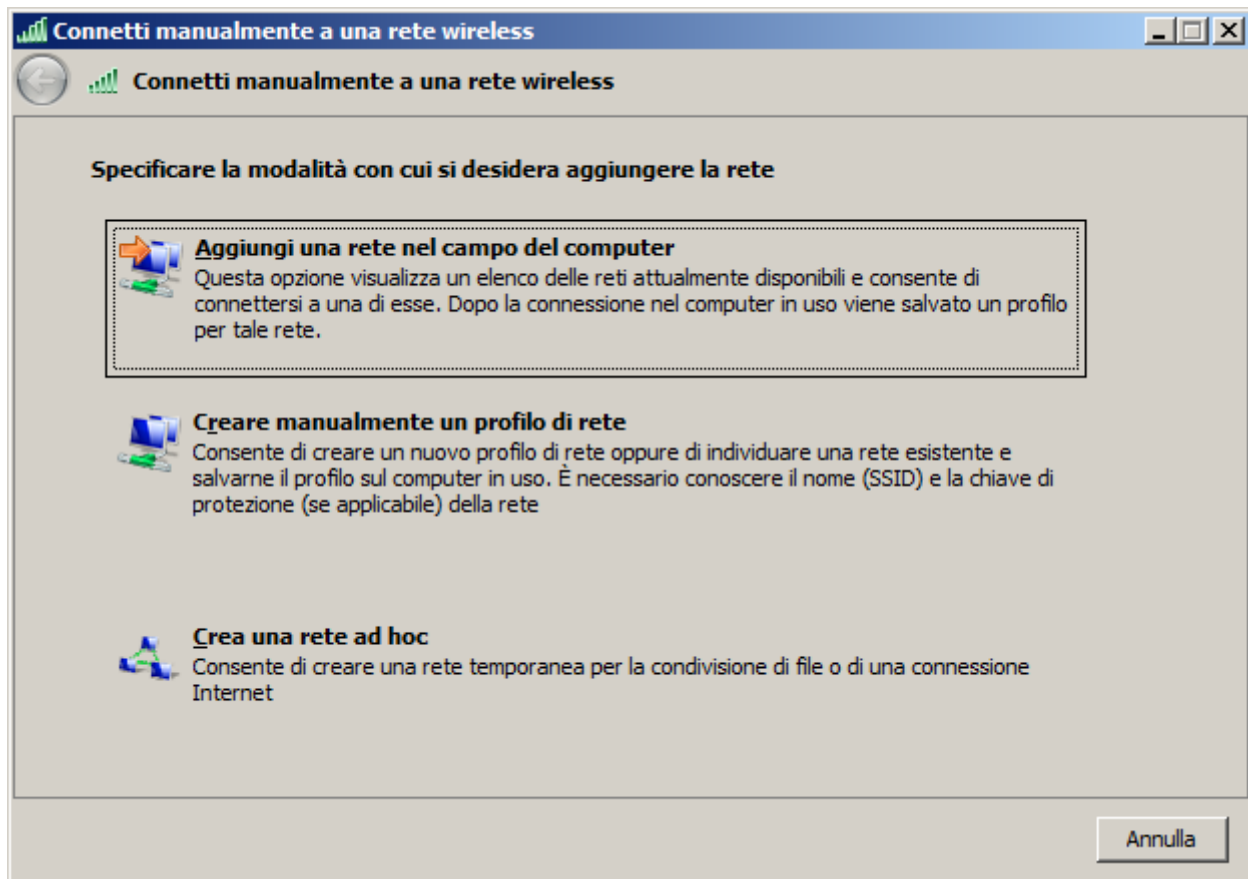 Connetti manualmente a una rete wireless
Connetti manualmente a una rete wireless
Specificare la modalità con cui si desidera aggiungere la rete
Aggiungi una rete nel campo del computer
Questa opzione visualizza un elenco delle reti attualmente disponibili e consente di
connettersi a una di esse. Dopo la connessione nel computer in uso viene salvato un profilo
per tale rete.
Creare manualmente un profilo di rete
Consente di creare un nuovo profilo di rete oppure di individuare una rete esistente e
salvarne il profilo sul computer in uso. È necessario conoscere il nome (SSID) e la chiave di
protezione (se applicabile) della rete
Crea una rete ad hoc
Consente di creare una rete temporanea per la condivisione di file o di una connessione
Internet
Annulla